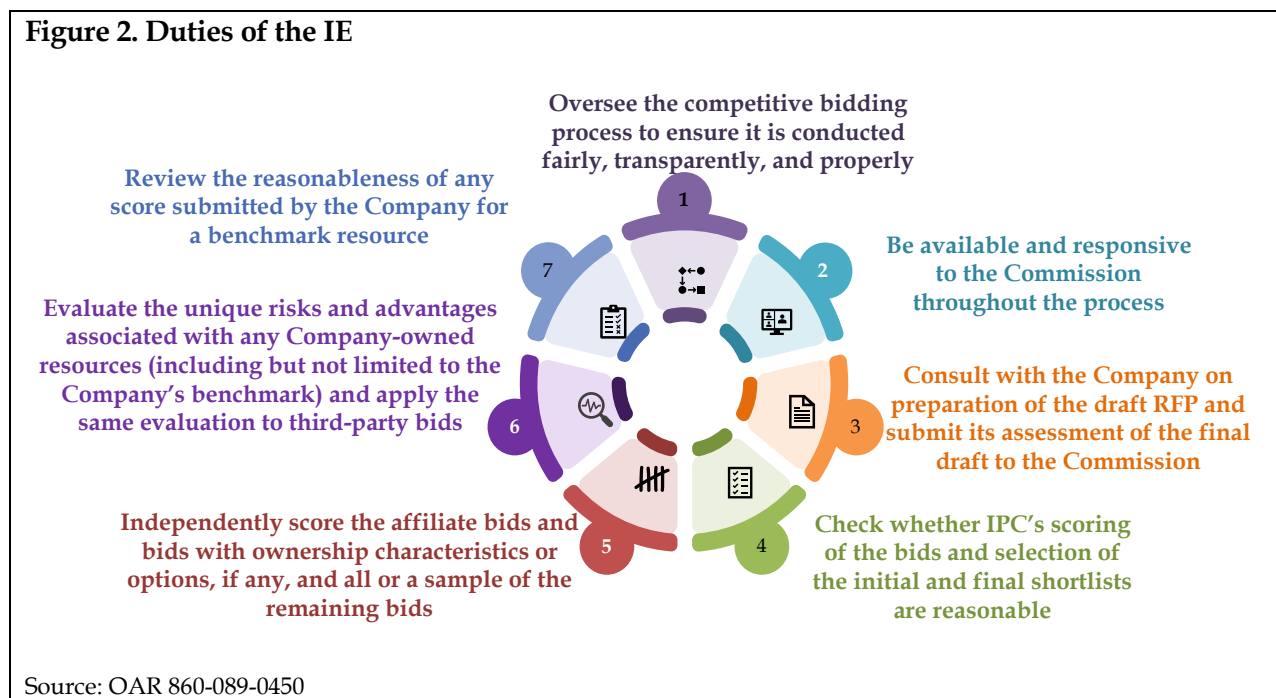 Figure 2. Duties of the IE
Oversee the competitive bidding
process to ensure it is conducted
fairly, transparently, and properly
1
Be available and responsive
to the Commission
throughout the process
2
Consult with the Company on
preparation of the draft RFP and
submit its assessment of the final
draft to the Commission
3
Check whether IPC's scoring
of the bids and selection of
the initial and final shortlists
are reasonable
4
Independently score the affiliate bids and
bids with ownership characteristics or
options, if any, and all or a sample of the
remaining bids
5
Evaluate the unique risks and advantages
associated with any Company-owned
resources (including but not limited to the
Company's benchmark) and apply the
same evaluation to third-party bids
6
Review the reasonableness of any
score submitted by the Company for
a benchmark resource
7
Source: OAR 860-089-0450